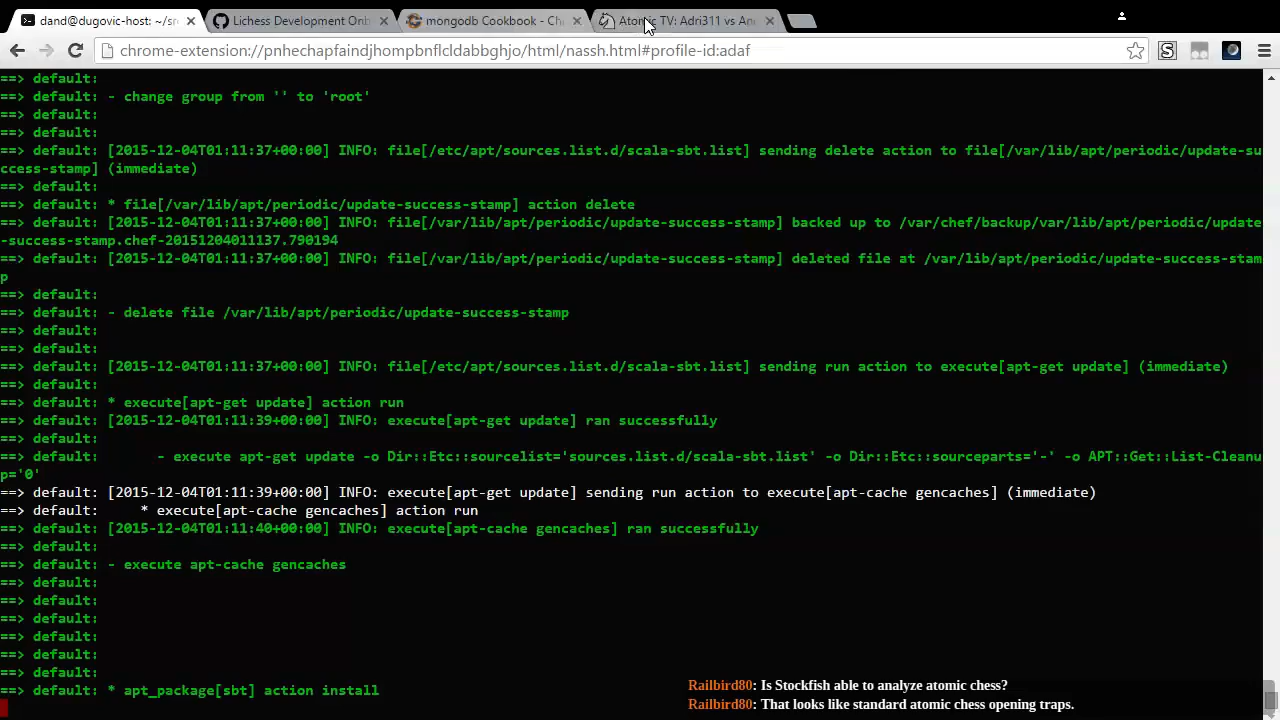 dand@dugovic-host: ~/sr
Lichess Development Onb
mongodb Cookbook - Che
Atomic TV: Adri311 vs An
chrome-extension://pnhechapfaindjhompbnflcldabbghjo/html/nassh.html#profile-id:adaf
==> default:
==> default: - change group from '' to 'root'
==> default:
==> default:
==> default: [2015-12-04T01:11:37+00:00] INFO: file[/etc/apt/sources.list.d/scala-sbt.list] sending delete action to file[/var/lib/apt/periodic/update-su
ccess-stamp] (immediate)
==> default:
==> default: * file[/var/lib/apt/periodic/update-success-stamp] action delete
==> default: [2015-12-04T01:11:37+00:00] INFO: file[/var/lib/apt/periodic/update-success-stamp] backed up to /var/chef/backup/var/lib/apt/periodic/update
-success-stamp.chef-20151204011137.790194
==> default: [2015-12-04T01:11:37+00:00] INFO: file[/var/lib/apt/periodic/update-success-stamp] deleted file at /var/lib/apt/periodic/update-success-stam
p
==> default:
==> default: - delete file /var/lib/apt/periodic/update-success-stamp
==> default:
==> default:
==> default: [2015-12-04T01:11:37+00:00] INFO: file[/etc/apt/sources.list.d/scala-sbt.list] sending run action to execute[apt-get update] (immediate)
==> default:
==> default: * execute[apt-get update] action run
==> default: [2015-12-04T01:11:39+00:00] INFO: execute[apt-get update] ran successfully
==> default:
==> default: - execute apt-get update -o Dir::Etc::sourcelist='sources.list.d/scala-sbt.list' -o Dir::Etc::sourceparts='-' -o APT::Get::List-Cleanu
p='0'
==> default: [2015-12-04T01:11:39+00:00] INFO: execute[apt-get update] sending run action to execute[apt-cache gencaches] (immediate)
==> default: * execute[apt-cache gencaches] action run
==> default: [2015-12-04T01:11:40+00:00] INFO: execute[apt-cache gencaches] ran successfully
==> default:
==> default: - execute apt-cache gencaches
==> default:
==> default:
==> default:
==> default:
==> default:
==> default:
==> default: * apt_package[sbt] action install
Railbird80: Is Stockfish able to analyze atomic chess?
Railbird80: That looks like standard atomic chess opening traps.